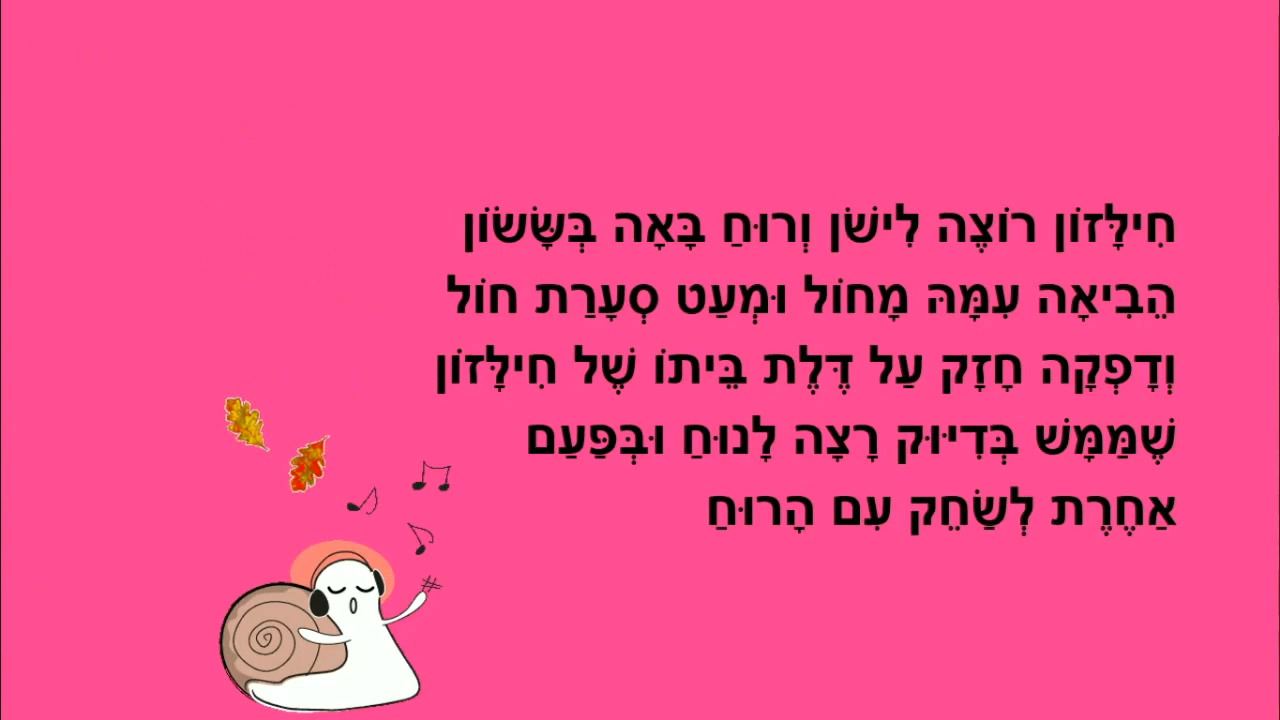 חִילָּזוֹן רוֹצֶה לִישֹׁן וְרוּחַ בָּאָה בְּשָּׂשׂוֹן
הֵבִיאָה עִמָּהּ מָחוֹל וּמְעַט סְעָרַת חוֹל
וְדָפְקָה חָזָק עַל דֶּלֶת בֵּיתוֹ שֶׁל חִילָּזוֹן
שֶׁמַּמָּשׁ בְּדִיּוּק רָצָה לָנוּחַ וּבְּפַּעַם
אַחֶרֶת לְשַׂחֵק עִם הָרוּחַ